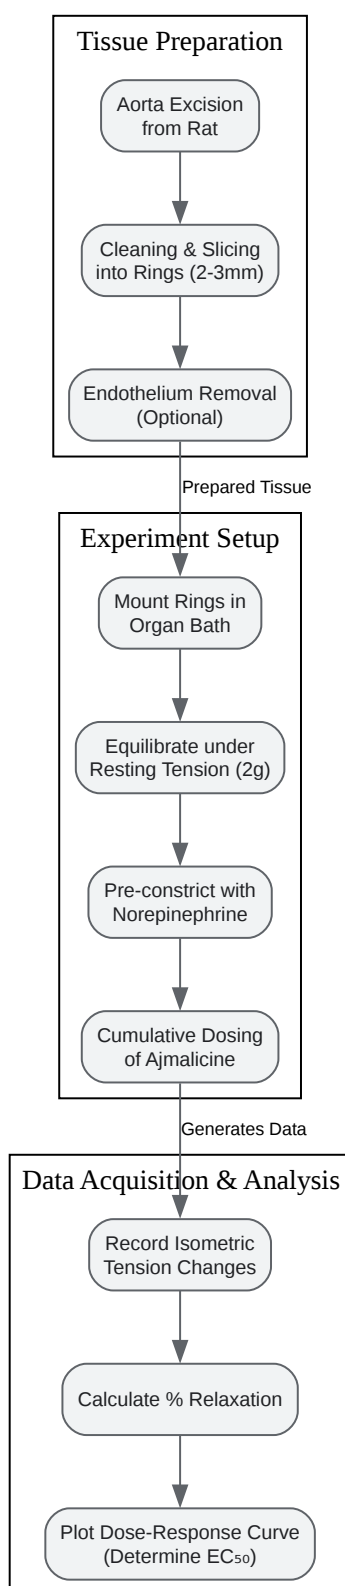 Tissue Preparation
Aorta Excision
from Rat
Cleaning & Slicing
into Rings (2-3mm)
Endothelium Removal
(Optional)
Prepared Tissue
Experiment Setup
Mount Rings in
Organ Bath
Equilibrate under
Resting Tension (2g)
Pre-constrict with
Norepinephrine
Cumulative Dosing
of Ajmalicine
Generates Data
Data Acquisition & Analysis
Record Isometric
Tension Changes
Calculate % Relaxation
Plot Dose-Response Curve
(Determine EC₅₀)